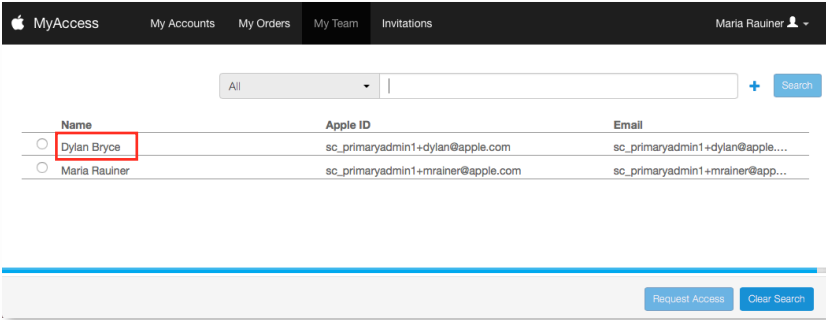 MyAccess My Accounts My Orders My Team Invitations Maria Rauiner
All Search
Name Apple ID Email
Dylan Bryce sc_primaryadmin1+dylan@apple.com sc_primaryadmin1+dylan@apple....
Maria Rauiner sc_primaryadmin1+mrainer@apple.com sc_primaryadmin1+mrainer@app...
Request Access Clear Search